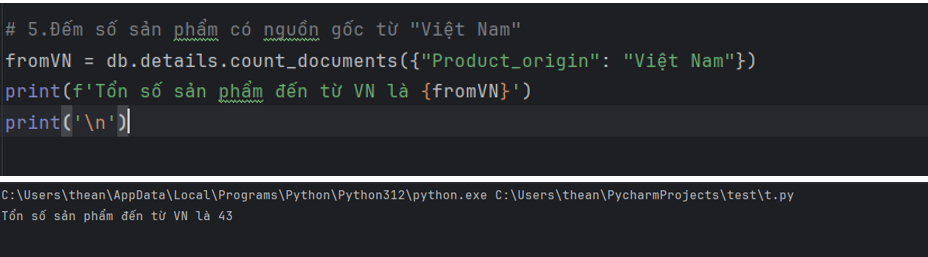 # 5.Đếm số sản phẩm có nguồn gốc từ "Việt Nam"
fromVN = db.details.count_documents({"Product_origin": "Việt Nam"})
print(f'Tổn số sản phẩm đến từ VN là {fromVN}')
print('\n')
C:\Users\thean\AppData\Local\Programs\Python\Python312\python.exe C:\Users\thean\PycharmProjects\test\t.py
Tổn số sản phẩm đến từ VN là 43